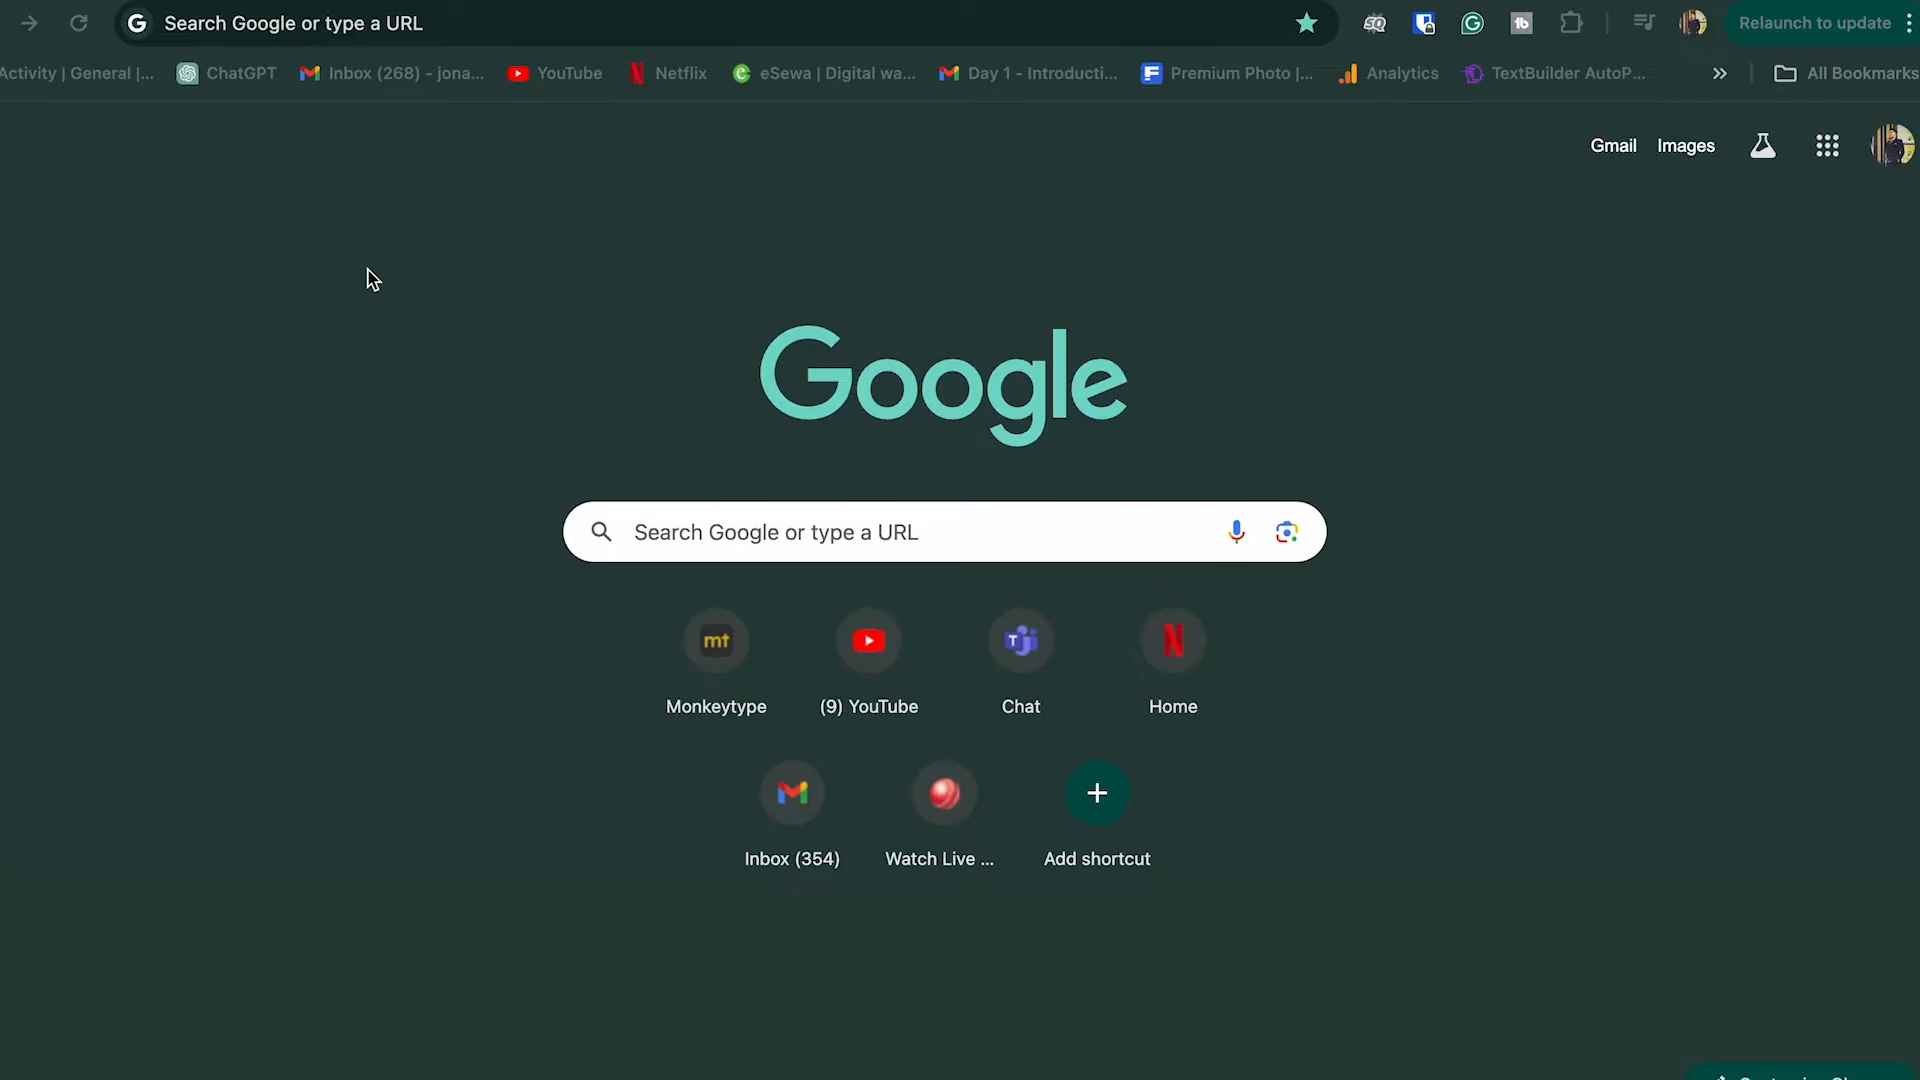 Search Google or type a URL
Relaunch to update
Activity | General |...
ChatGPT
Inbox (268) - jona...
YouTube
Netflix
eSewa | Digital wa...
Day 1 - Introducti...
Premium Photo |...
Analytics
TextBuilder AutoP...
All Bookmarks
Gmail
Images
Google
Search Google or type a URL
mt
Monkeytype
(9) YouTube
Chat
Home
Inbox (354)
Watch Live ...
Add shortcut